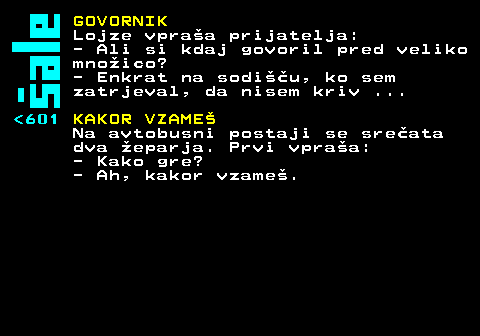 Šale
GOVORNIK
Lojze vpraša prijatelja:
- Ali si kdaj govoril pred veliko
množico?
- Enkrat na sodišču, ko sem
zatrjeval, da nisem kriv ...
<601 KAKOR VZAMEŠ
Na avtobusni postaji se srečata
dva žeparja. Prvi vpraša:
- Kako gre?
- Ah, kakor vzameš.